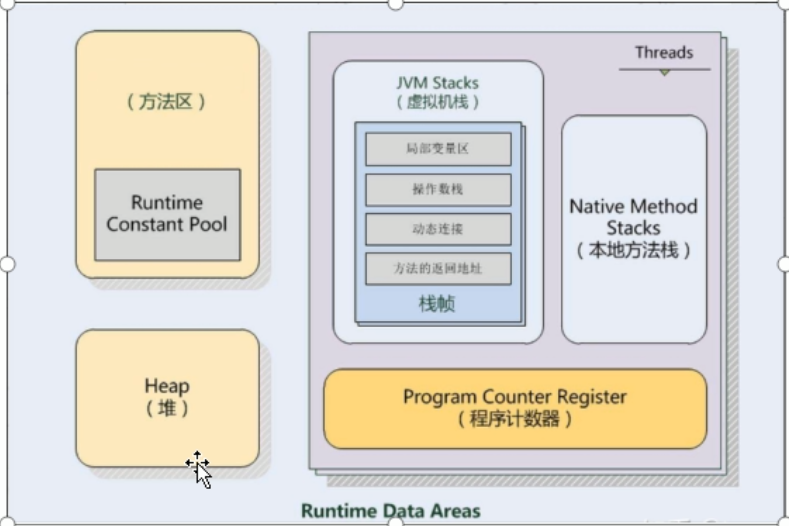 （方法区）
Runtime
Constant Pool
Heap
（堆）
Threads
JVM Stacks
（虚拟机栈）
局部变量区
操作数栈
动态连接
方法的返回地址
栈帧
Native Method
Stacks
（本地方法栈）
Program Counter Register
（程序计数器）
Runtime Data Areas